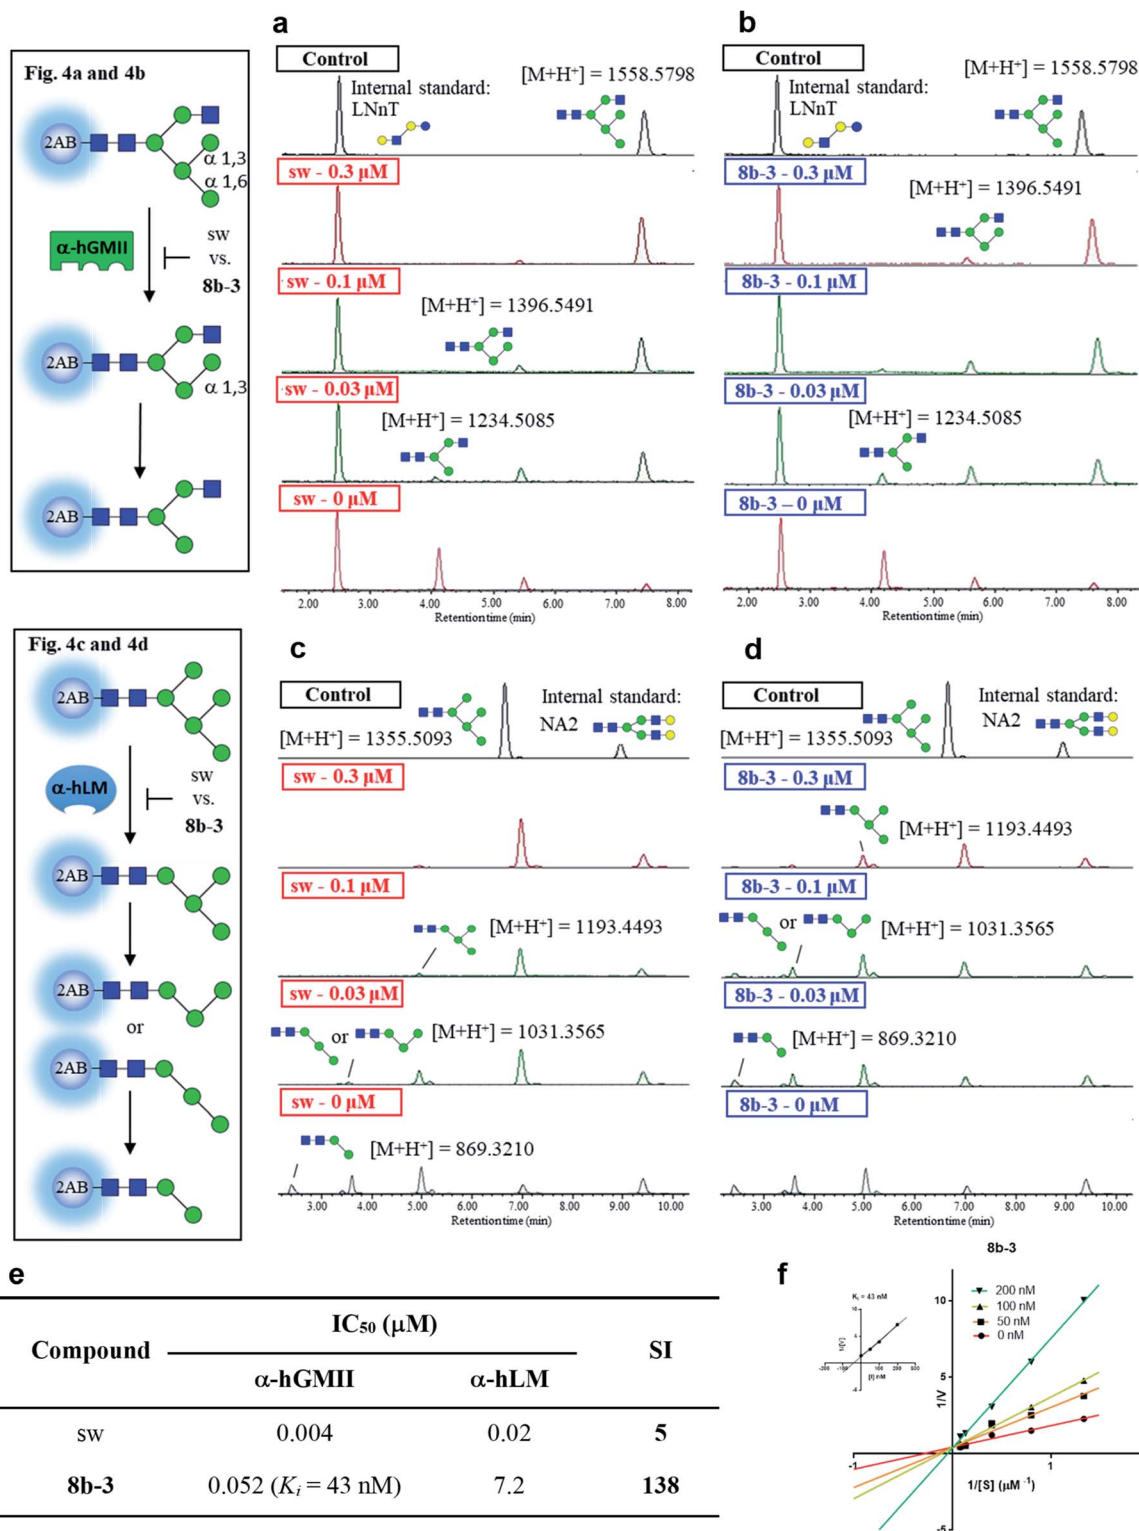 Fig. 4a and 4b
2AB
α 1,3
α 1,6
α-hGMII
sw
vs.
8b-3
2AB
α 1,3
2AB
a
Control
Internal standard:
LNnT
[M+H⁺] = 1558.5798
sw - 0.3 μM
sw - 0.1 μM
[M+H⁺] = 1396.5491
sw - 0.03 μM
[M+H⁺] = 1234.5085
sw - 0 μM
2.00 3.00 4.00 5.00 6.00 7.00 8.00
Retention time (min)
b
Control
Internal standard:
LNnT
[M+H⁺] = 1558.5798
8b-3 - 0.3 μM
[M+H⁺] = 1396.5491
8b-3 - 0.1 μM
8b-3 - 0.03 μM
[M+H⁺] = 1234.5085
8b-3 – 0 μM
2.00 3.00 4.00 5.00 6.00 7.00 8.00
Retention time (min)
Fig. 4c and 4d
2AB
α-hLM
sw
vs.
8b-3
2AB
2AB
or
2AB
2AB
c
Control
Internal standard:
NA2
[M+H⁺] = 1355.5093
sw - 0.3 μM
sw - 0.1 μM
[M+H⁺] = 1193.4493
sw - 0.03 μM
or
[M+H⁺] = 1031.3565
sw - 0 μM
[M+H⁺] = 869.3210
3.00 4.00 5.00 6.00 7.00 8.00 9.00 10.00
Retention time (min)
d
Control
Internal standard:
NA2
[M+H⁺] = 1355.5093
8b-3 - 0.3 μM
[M+H⁺] = 1193.4493
8b-3 - 0.1 μM
or
[M+H⁺] = 1031.3565
8b-3 - 0.03 μM
[M+H⁺] = 869.3210
8b-3 - 0 μM
3.00 4.00 5.00 6.00 7.00 8.00 9.00 10.00
Retention time (min)
e
Compound IC₅₀ (μM) SI
α-hGMII α-hLM
sw 0.004 0.02 5
8b-3 0.052 (Kᵢ = 43 nM) 7.2 138
f
8b-3
200 nM
100 nM
50 nM
0 nM
10
5
-5
1/V
-1 1
1/[S] (μM⁻¹)
Kᵢ = 43 nM
[I] nM